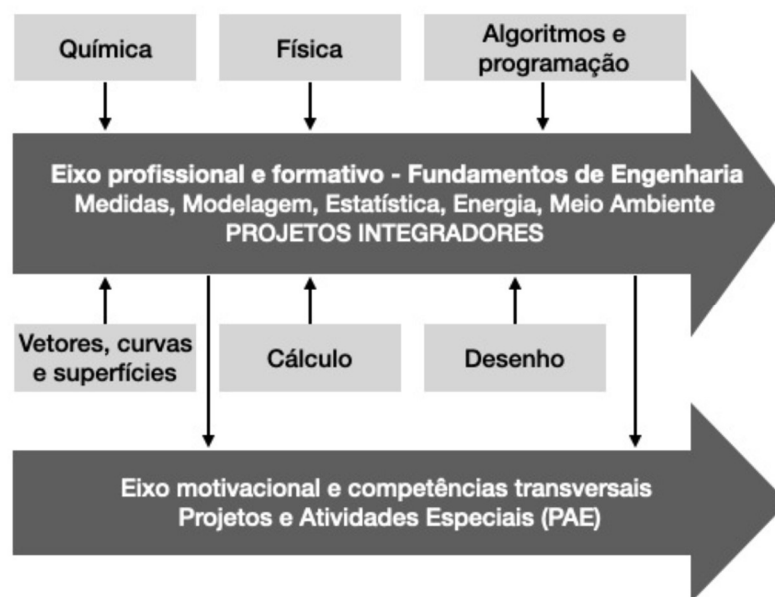 Química
Física
Algoritmos e
programação
Eixo profissional e formativo - Fundamentos de Engenharia
Medidas, Modelagem, Estatística, Energia, Meio Ambiente
PROJETOS INTEGRADORES
Vetores, curvas
e superfícies
Cálculo
Desenho
Eixo motivacional e competências transversais
Projetos e Atividades Especiais (PAE)